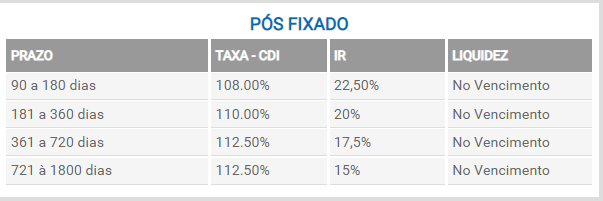 PÓS FIXADO
PRAZO TAXA - CDI IR LIQUIDEZ
90 a 180 dias 108.00% 22,50% No Vencimento
181 a 360 dias 110.00% 20% No Vencimento
361 a 720 dias 112.50% 17,5% No Vencimento
721 à 1800 dias 112.50% 15% No Vencimento